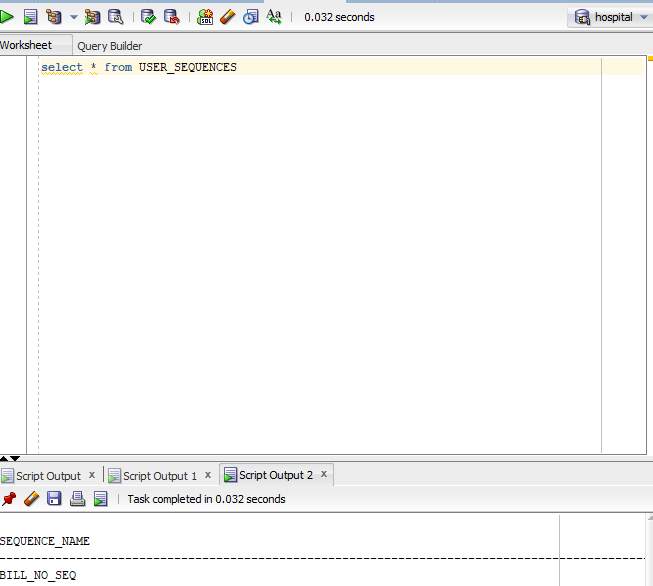 0.032 seconds
hospital
Worksheet
Query Builder
select * from USER_SEQUENCES
Script Output x
Script Output 1 x
Script Output 2 x
Task completed in 0.032 seconds
SEQUENCE_NAME
--------------------------------------------------------------------------------------------
BILL_NO_SEQ